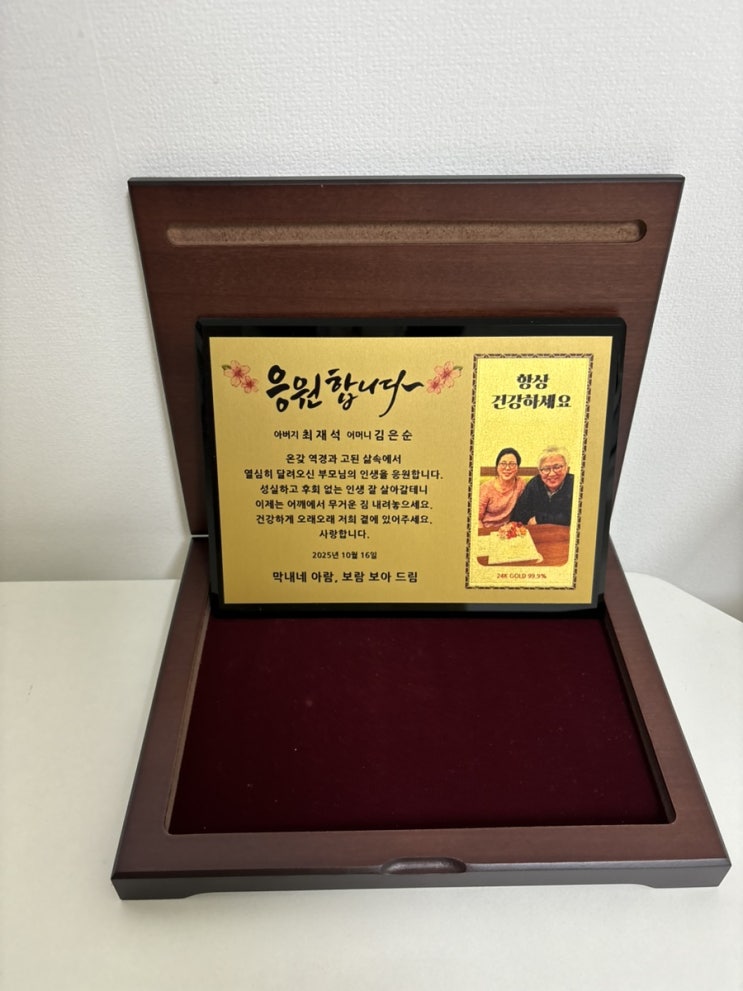 응원합니다
아버지 최재석 어머니 김은순
온갖 역경과 고된 삶속에서
열심히 달려오신 부모님의 인생을 응원합니다.
성실하고 후회 없는 인생 잘 살아갈테니
이제는 어깨에서 무거운 짐 내려놓으세요.
건강하게 오래오래 저희 곁에 있어주세요.
사랑합니다.
2025년 10월 16일
막내네 아람, 보람 보아 드림
항상
건강하세요
24K GOLD 99.9%